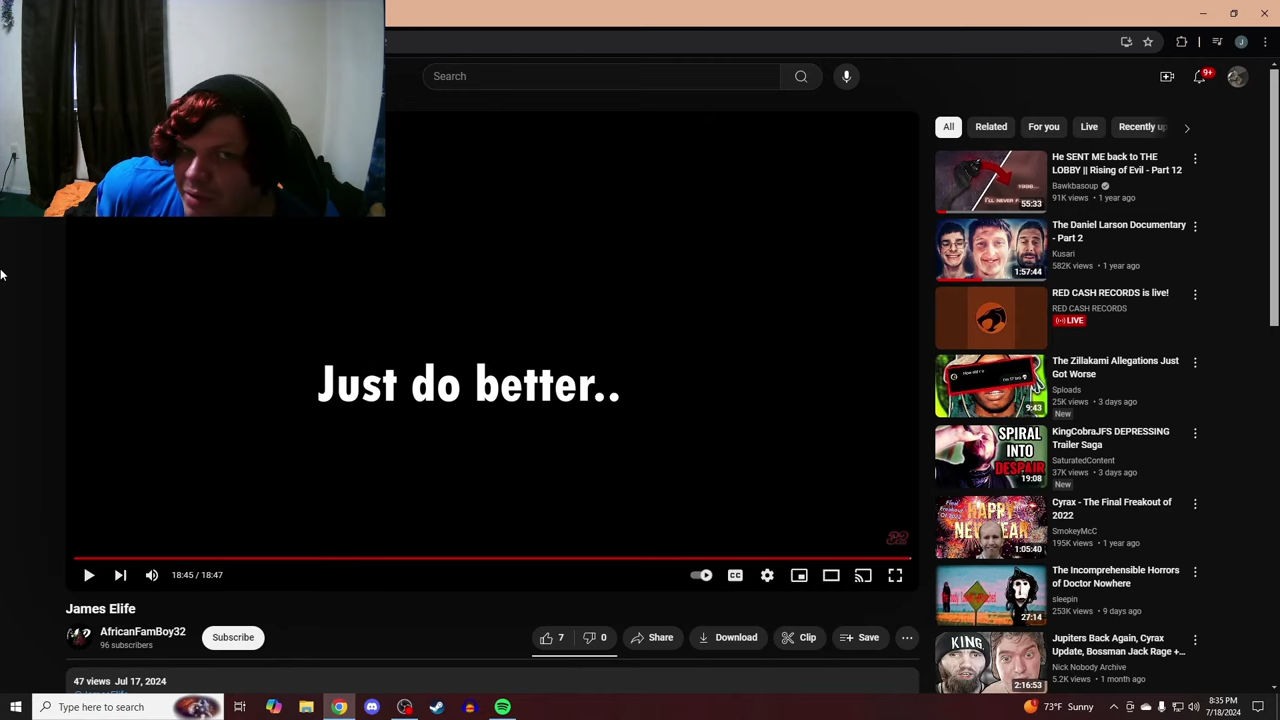 Search
9+
J
All
Related
For you
Live
Recently up
He SENT ME back to THE
LOBBY || Rising of Evil - Part 12
Bawkbasoup
91K views • 1 year ago
55:33
The Daniel Larson Documentary
- Part 2
Kusari
582K views • 1 year ago
1:57:44
RED CASH RECORDS is live!
RED CASH RECORDS
LIVE
The Zillakami Allegations Just
Got Worse
Sploads
25K views • 3 days ago
New
9:43
KingCobraJFS DEPRESSING
Trailer Saga
SaturatedContent
37K views • 3 days ago
New
SPIRAL
INTO
DESPAIR
19:08
Cyrax - The Final Freakout of
2022
SmokeyMcC
195K views • 1 year ago
1:05:40
The Incomprehensible Horrors
of Doctor Nowhere
sleepin
253K views • 9 days ago
27:14
Jupiters Back Again, Cyrax
Update, Bossman Jack Rage +...
Nick Nobody Archive
5.2K views • 1 month ago
KING
2:16:53
Just do better..
18:45 / 18:47
CC
James Elife
AfricanFamBoy32
96 subscribers
Subscribe
7
0
Share
Download
Clip
Save
47 views Jul 17, 2024
@JamesElife
Type here to search
73°F Sunny
8:35 PM
7/18/2024